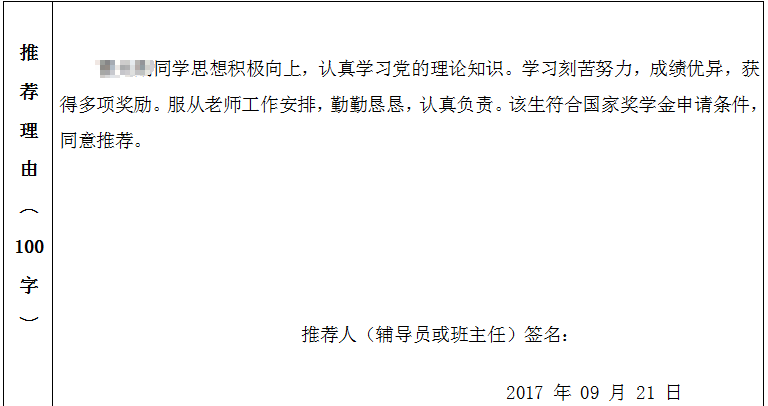 推
荐
理
由
（
100
字
）
同学思想积极向上，认真学习党的理论知识。学习刻苦努力，成绩优异，获
得多项奖励。服从老师工作安排，勤勤恳恳，认真负责。该生符合国家奖学金申请条件，
同意推荐。
推荐人（辅导员或班主任）签名：
2017 年 09 月 21 日